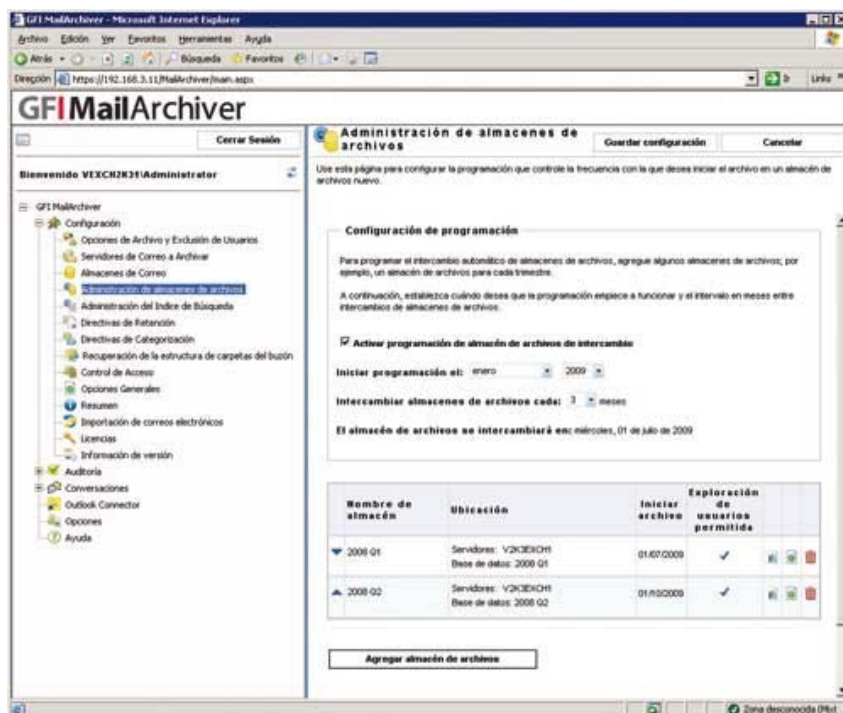 GFI MailArchiver - Microsoft Internet Explorer
Archivo Edición Ver Favoritos Herramientas Ayuda
Atrás Búsqueda Favoritos
Dirección https://192.168.3.11/MailArchiver/main.aspx Ir Links
GFI MailArchiver
Cerrar Sesión
Bienvenido VEXCH2K31\Administrator
GFI MailArchiver
Configuración
Opciones de Archivo y Exclusión de Usuarios
Servidores de Correo a Archivar
Almacenes de Correo
Administración de almacenes de archivos
Administración del Indice de Búsqueda
Directivas de Retención
Directivas de Categorización
Recuperación de la estructura de carpetas del buzón
Control de Acceso
Opciones Generales
Resumen
Importación de correos electrónicos
Licencias
Información de versión
Auditoría
Conversaciones
Outlook Connector
Opciones
Ayuda
Administración de almacenes de archivos
Guardar configuración
Cancelar
Use esta página para configurar la programación que controle la frecuencia con la que desea iniciar el archivo en un almacén de
archivos nuevo.
Configuración de programación
Para programar el intercambio automático de almacenes de archivos, agregue algunos almacenes de archivos; por
ejemplo, un almacén de archivos para cada trimestre.
A continuación, establezca cuándo desea que la programación empiece a funcionar y el intervalo en meses entre
intercambios de almacenes de archivos.
Activar programación de almacén de archivos de intercambio
Iniciar programación el: enero 2009
Intercambiar almacenes de archivos cada: 3 meses
El almacén de archivos se intercambiará en: miércoles, 01 de julio de 2009
Nombre de almacén Ubicación Iniciar archivo Exploración de usuarios permitida
2008 Q1 Servidores: V2K3EXCH1 01/07/2009
Base de datos: 2008 Q1
2008 Q2 Servidores: V2K3EXCH1 01/10/2009
Base de datos: 2008 Q2
Agregar almacén de archivos
Zona desconocida (Mixt